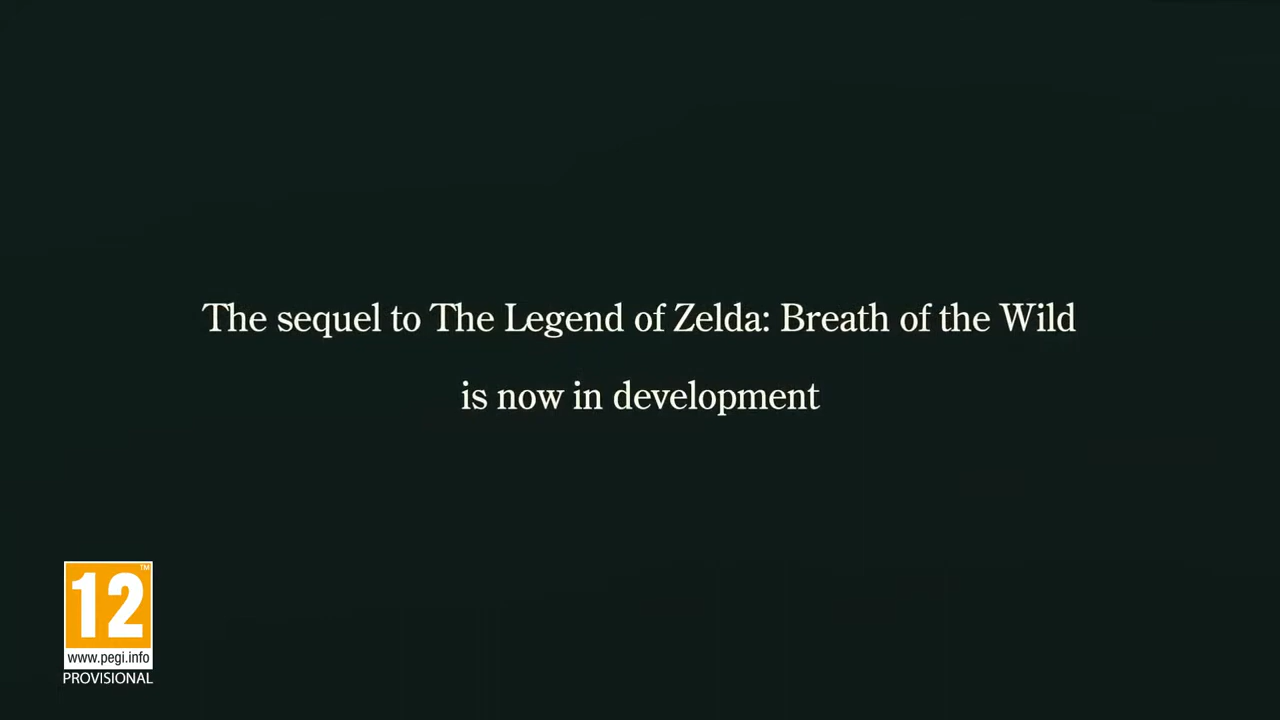 The sequel to The Legend of Zelda: Breath of the Wild
is now in development
12™
www.pegi.info
PROVISIONAL